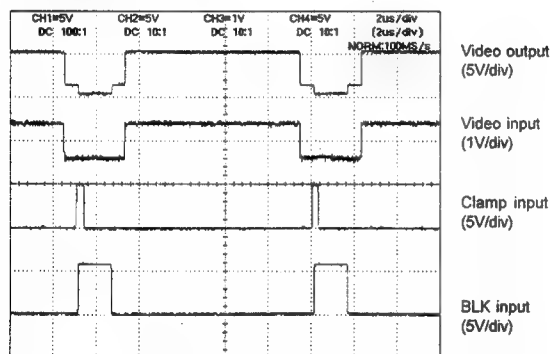 CH1=5V CH2=5V CH3=1V CH4=5V 2us/div
DC 100:1 DC 10:1 DC 10:1 DC 10:1 (2us/div)
NORM:100MS/s
Video output
(5V/div)
Video input
(1V/div)
Clamp input
(5V/div)
BLK input
(5V/div)